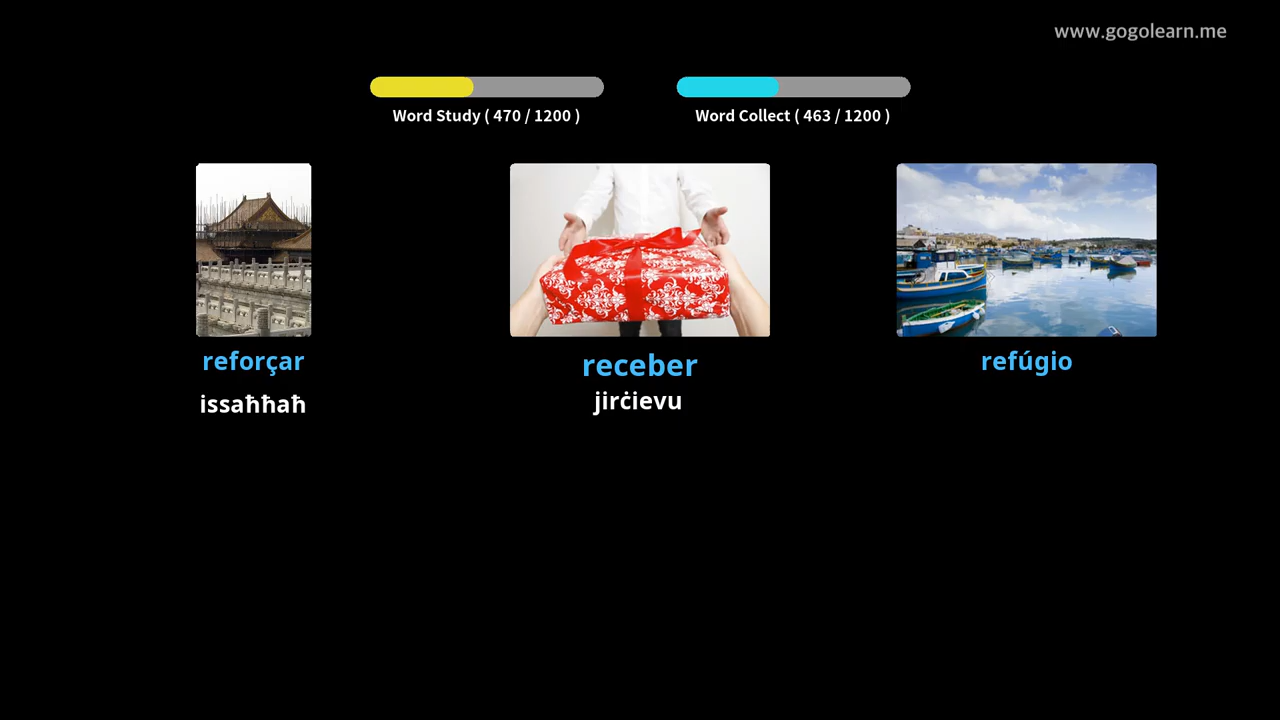 www.gogolearn.me
Word Study ( 470 / 1200 )
Word Collect ( 463 / 1200 )
reforçar
receber
refúgio
issaħħaħ
jirċievu